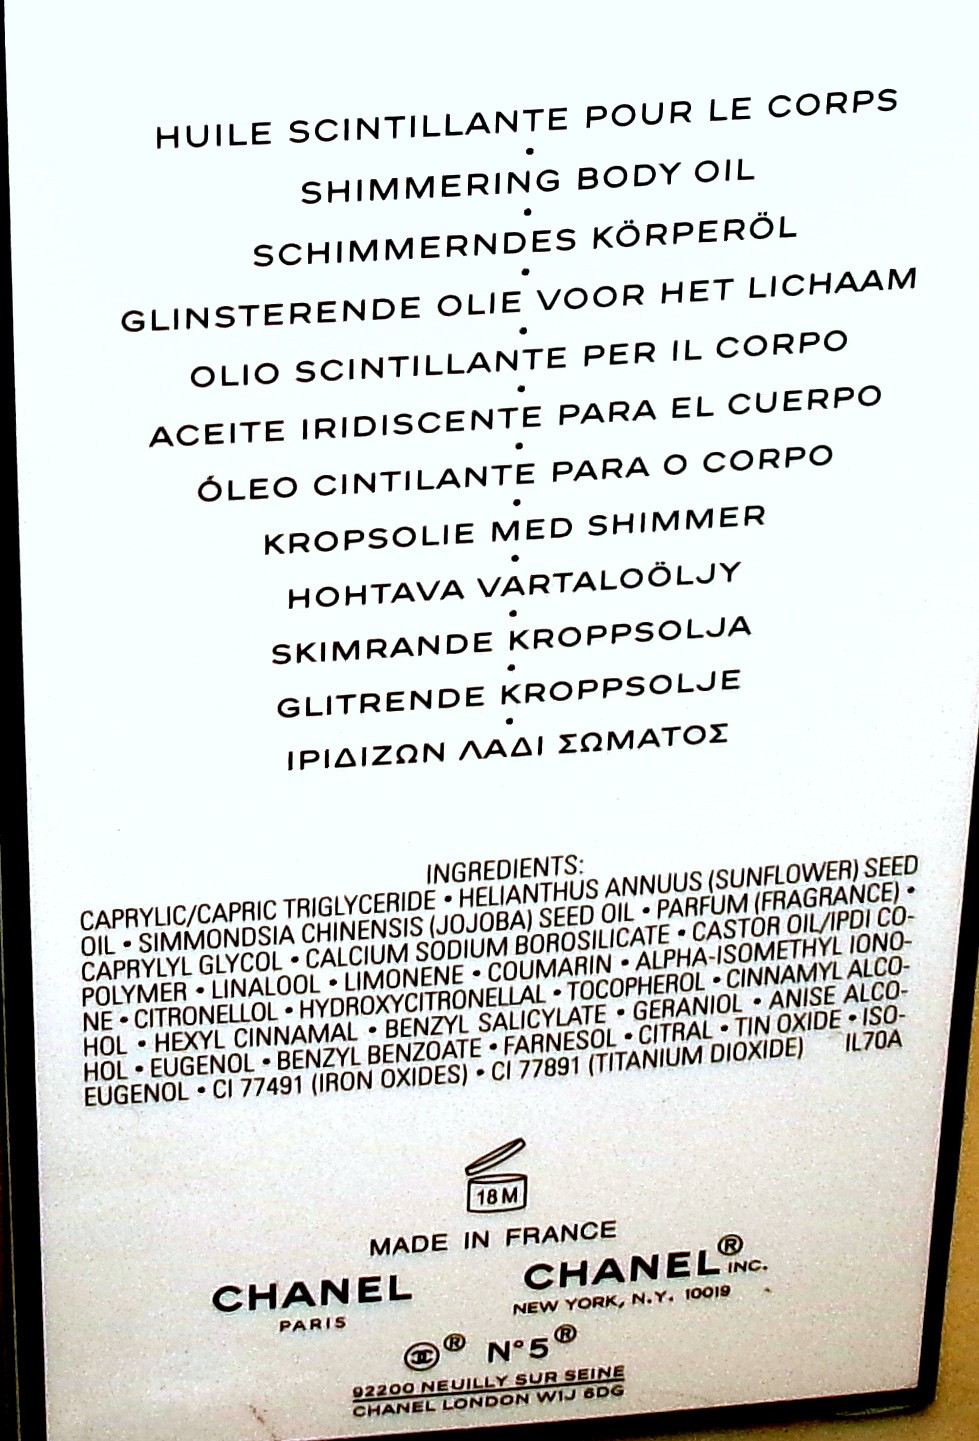 HUILE SCINTILLANTE POUR LE CORPS
•
SHIMMERING BODY OIL
•
SCHIMMERNDES KÖRPERÖL
•
GLINSTERENDE OLIE VOOR HET LICHAAM
•
OLIO SCINTILLANTE PER IL CORPO
•
ACEITE IRIDISCENTE PARA EL CUERPO
•
ÓLEO CINTILANTE PARA O CORPO
•
KROPSOLIE MED SHIMMER
•
HOHTAVA VARTALOÖLJY
•
SKIMRANDE KROPPSOLJA
•
GLITRENDE KROPPSOLJE
•
ΙΡΙΔΙΖΩΝ ΛΑΔΙ ΣΩΜΑΤΟΣ
INGREDIENTS:
CAPRYLIC/CAPRIC TRIGLYCERIDE • HELIANTHUS ANNUUS (SUNFLOWER) SEED
OIL • SIMMONDSIA CHINENSIS (JOJOBA) SEED OIL • PARFUM (FRAGRANCE) •
CAPRYLYL GLYCOL • CALCIUM SODIUM BOROSILICATE • CASTOR OIL/IPDI CO-
POLYMER • LINALOOL • LIMONENE • COUMARIN • ALPHA-ISOMETHYL IONO-
NE • CITRONELLOL • HYDROXYCITRONELLAL • TOCOPHEROL • CINNAMYL ALCO-
HOL • HEXYL CINNAMAL • BENZYL SALICYLATE • GERANIOL • ANISE ALCO-
HOL • EUGENOL • BENZYL BENZOATE • FARNESOL • CITRAL • TIN OXIDE • ISO-
EUGENOL • CI 77491 (IRON OXIDES) • CI 77891 (TITANIUM DIOXIDE) IL70A
18M
MADE IN FRANCE
CHANEL
PARIS
CHANEL® INC.
NEW YORK, N.Y. 10019
® N°5®
92200 NEUILLY SUR SEINE
CHANEL LONDON W1J 6DG